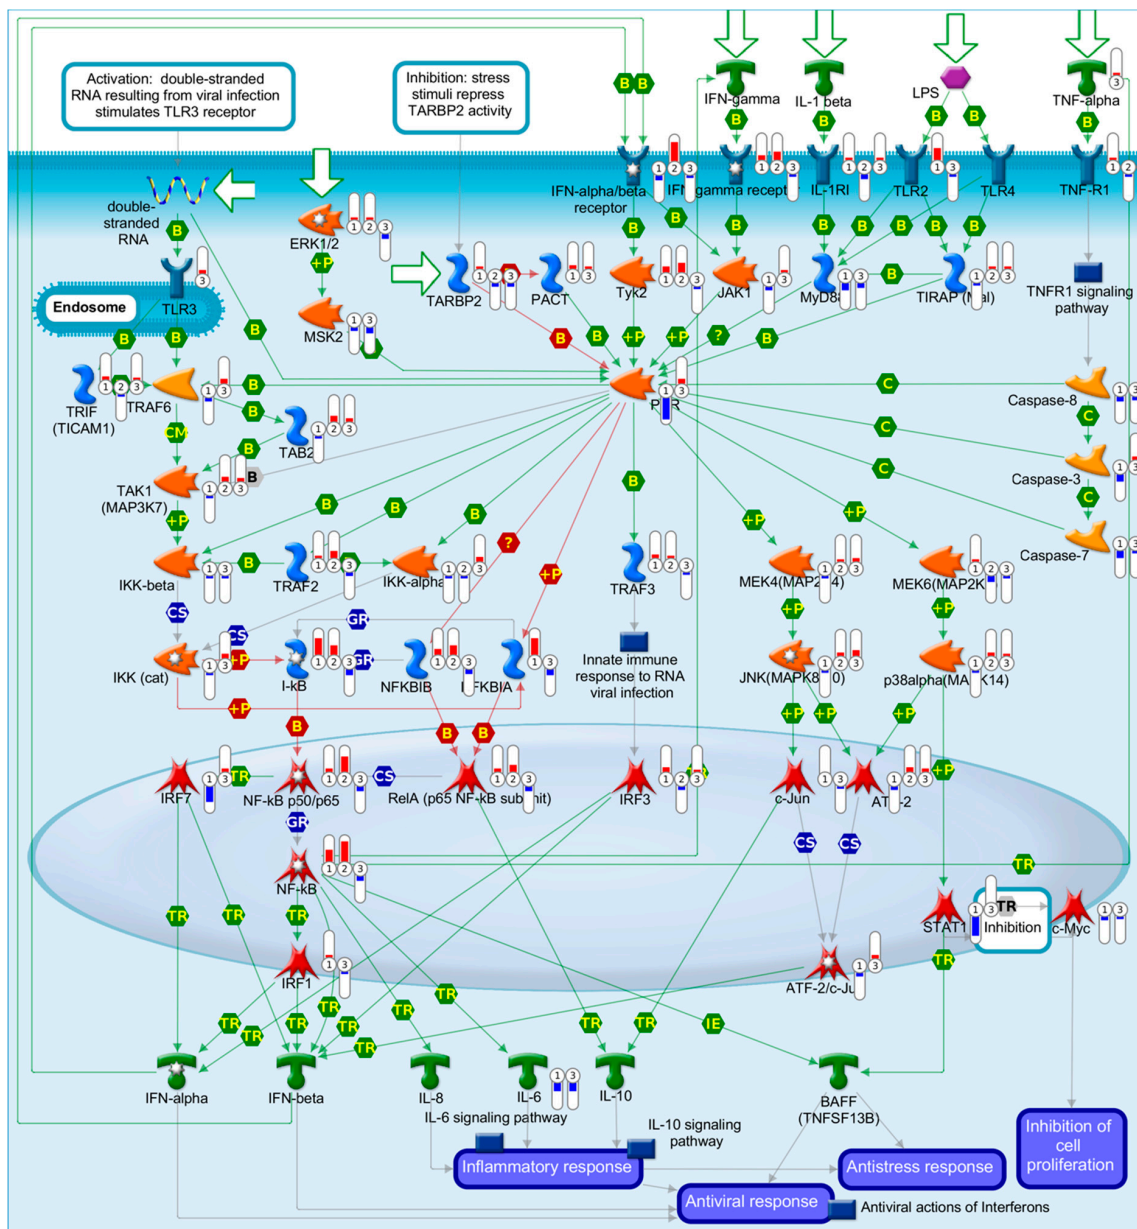 Activation: double-stranded
RNA resulting from viral infection
stimulates TLR3 receptor
Inhibition: stress
stimuli repress
TARBP2 activity
IFN-gamma
IL-1 beta
LPS
TNF-alpha
IFN-alpha/beta
receptor
IFN-gamma receptor
IL-1RI
TLR2
TLR4
TNF-R1
double-
stranded
RNA
ERK1/2
TARBP2
PACT
Tyk2
JAK1
TIRAP (Mal)
TNFR1 signaling
pathway
Endosome
TLR3
MSK2
TRIF
(TICAM1)
TRAF6
TAB2
Caspase-8
Caspase-3
Caspase-7
TAK1
(MAP3K7)
IKK-beta
TRAF2
IKK-alpha
TRAF3
IKK (cat)
I-kB
NFKBIB
Innate immune
response to RNA
viral infection
p38alpha(MAPK14)
IRF7
NF-kB p50/p65
RelA (p65 NF-kB subunit)
IRF3
c-Jun
NF-kB
STAT1
Inhibition
c-Myc
IRF1
IFN-alpha
IFN-beta
IL-8
IL-6
IL-10
BAFF
(TNFSF13B)
IL-6 signaling pathway
IL-10 signaling
pathway
Inflammatory response
Antistress response
Inhibition of
cell
proliferation
Antiviral response
Antiviral actions of Interferons